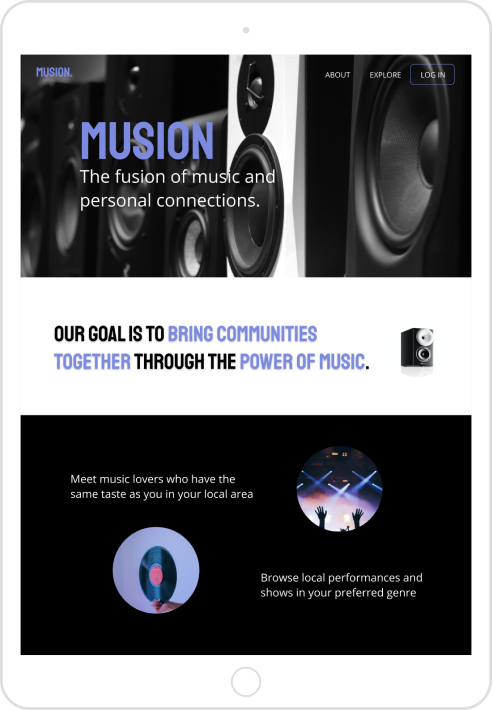 MUSION.
ABOUT
EXPLORE
LOG IN
MUSION
The fusion of music and
personal connections.
OUR GOAL IS TO BRING COMMUNITIES
TOGETHER THROUGH THE POWER OF MUSIC.
Meet music lovers who have the
same taste as you in your local area
Browse local performances and
shows in your preferred genre